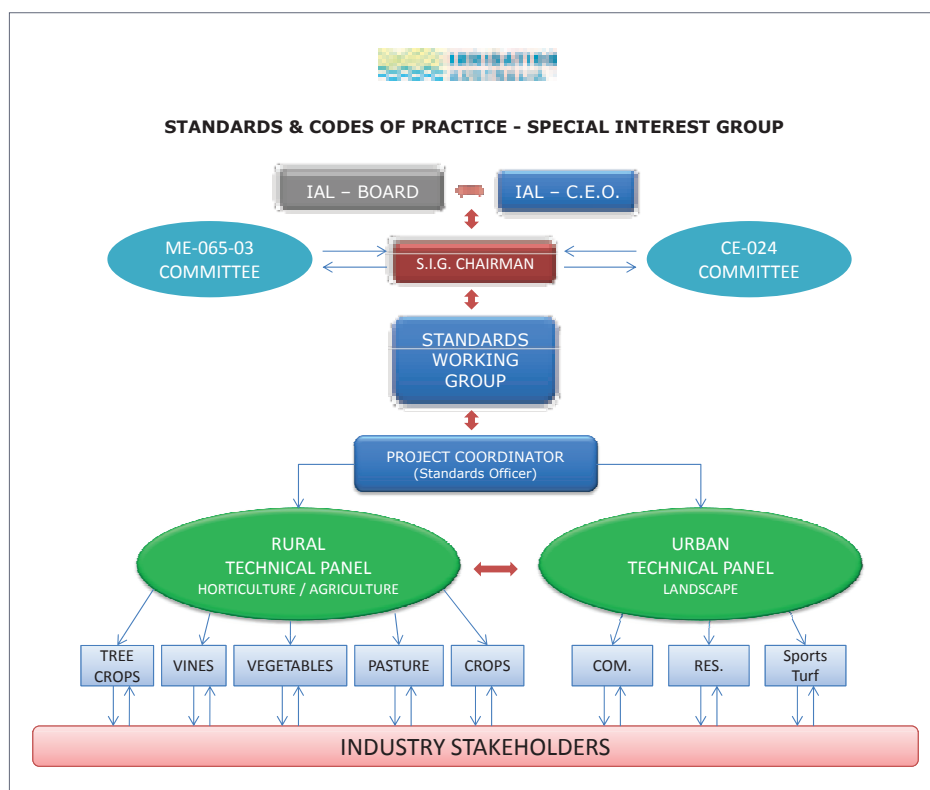 IRRIGATION
AUSTRALIA
STANDARDS & CODES OF PRACTICE - SPECIAL INTEREST GROUP
IAL – BOARD
IAL – C.E.O.
ME-065-03
COMMITTEE
S.I.G. CHAIRMAN
CE-024
COMMITTEE
STANDARDS
WORKING
GROUP
PROJECT COORDINATOR
(Standards Officer)
RURAL
TECHNICAL PANEL
HORTICULTURE / AGRICULTURE
URBAN
TECHNICAL PANEL
LANDSCAPE
TREE
CROPS
VINES
VEGETABLES
PASTURE
CROPS
COM.
RES.
Sports
Turf
INDUSTRY STAKEHOLDERS